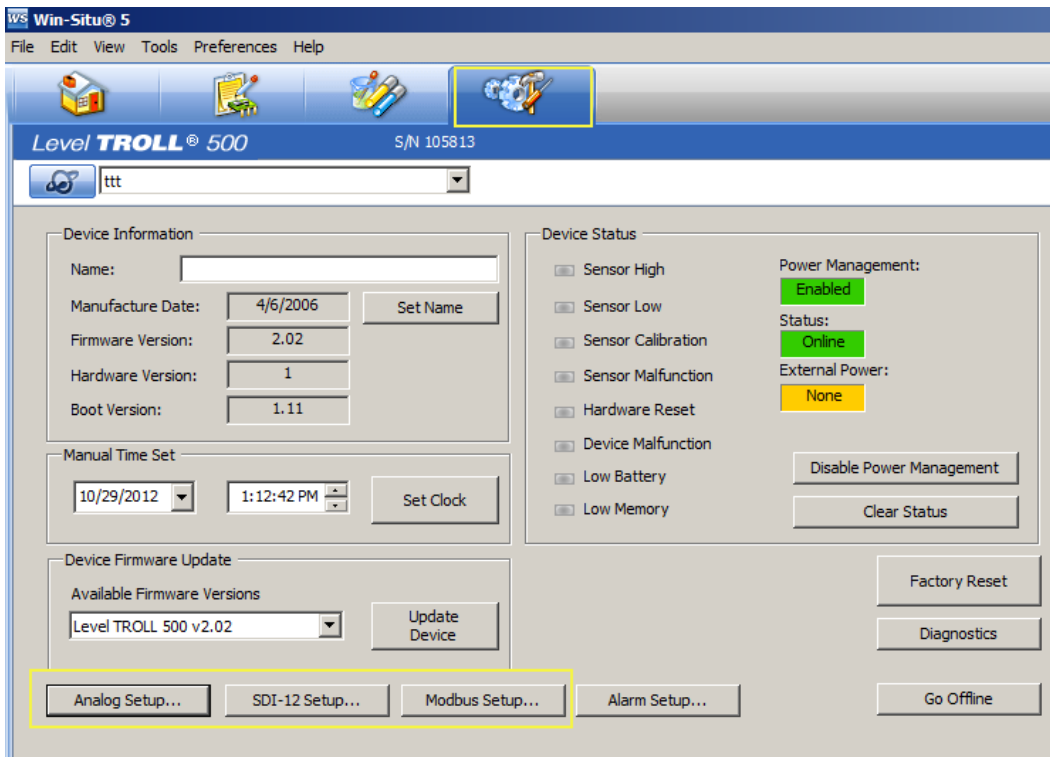 WS Win-Situ® 5
File Edit View Tools Preferences Help
Level TROLL® 500 S/N 105813
ttt
Device Information
Name:
Manufacture Date: 4/6/2006 Set Name
Firmware Version: 2.02
Hardware Version: 1
Boot Version: 1.11
Manual Time Set
10/29/2012 1:12:42 PM Set Clock
Device Firmware Update
Available Firmware Versions
Level TROLL 500 v2.02 Update Device
Device Status
Sensor High
Sensor Low
Sensor Calibration
Sensor Malfunction
Hardware Reset
Device Malfunction
Low Battery
Low Memory
Power Management:
Enabled
Status:
Online
External Power:
None
Disable Power Management
Clear Status
Factory Reset
Diagnostics
Analog Setup... SDI-12 Setup... Modbus Setup... Alarm Setup... Go Offline